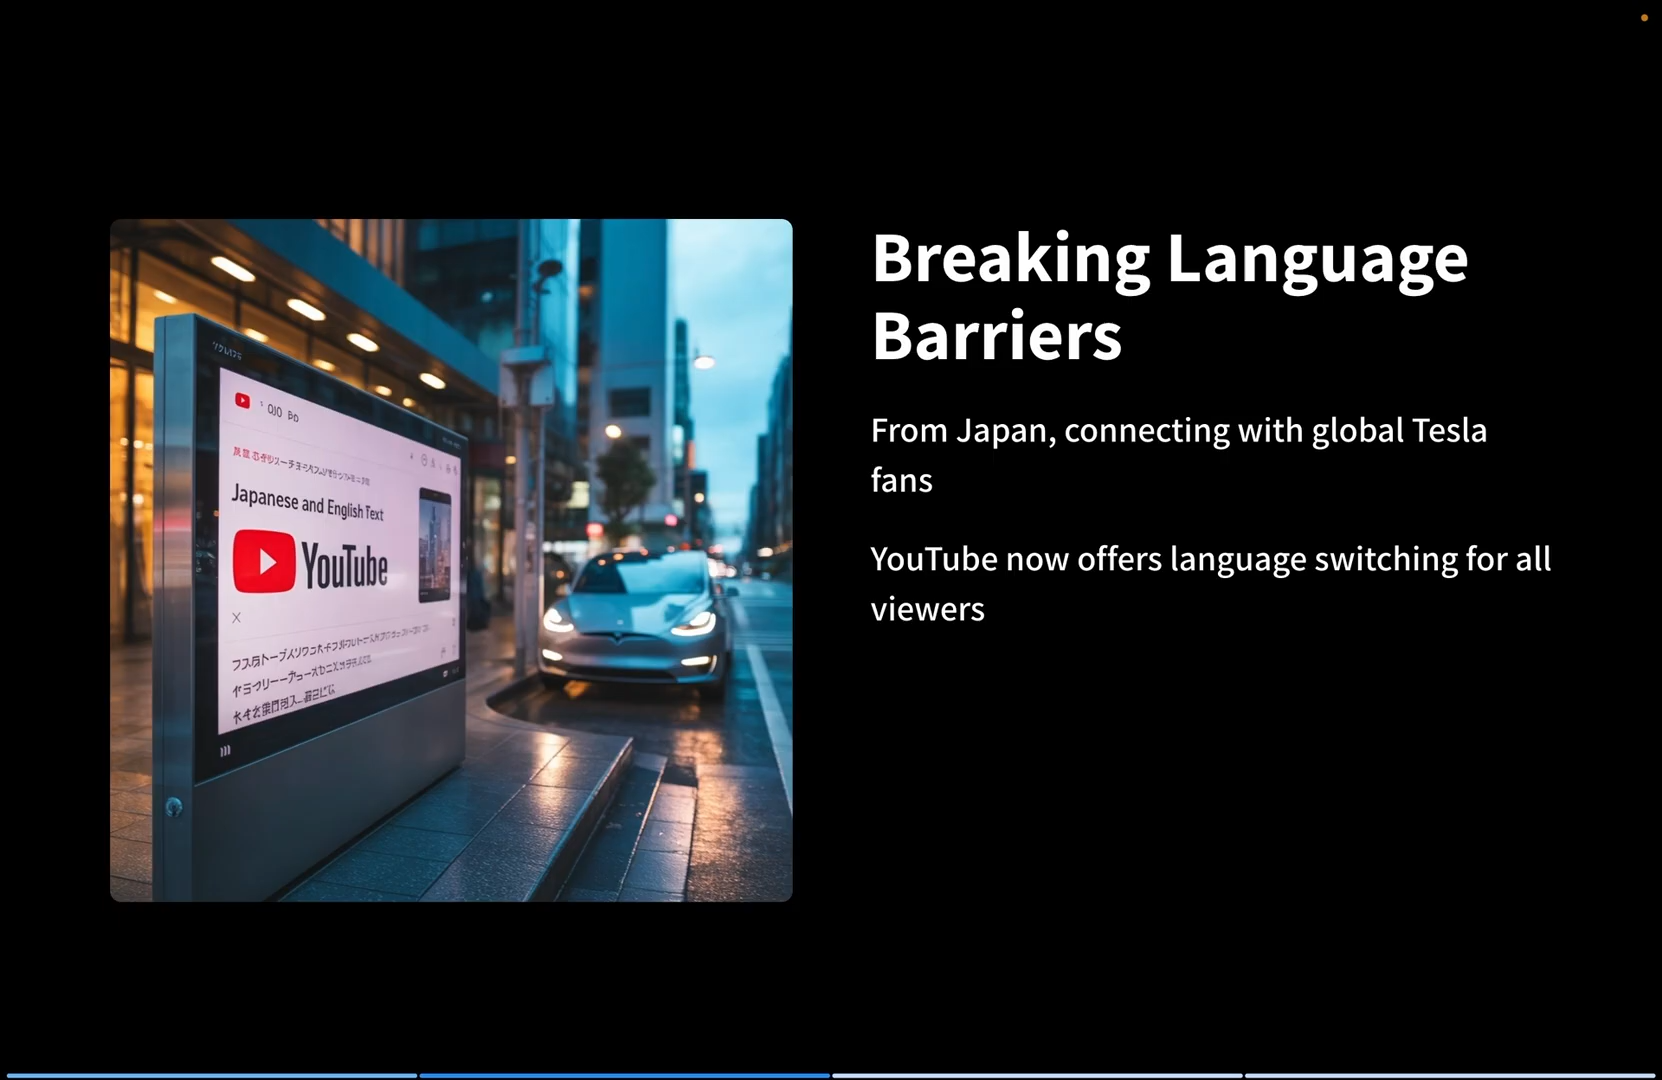 Breaking Language
Barriers
From Japan, connecting with global Tesla
fans
YouTube now offers language switching for all
viewers
Japanese and English Text
YouTube